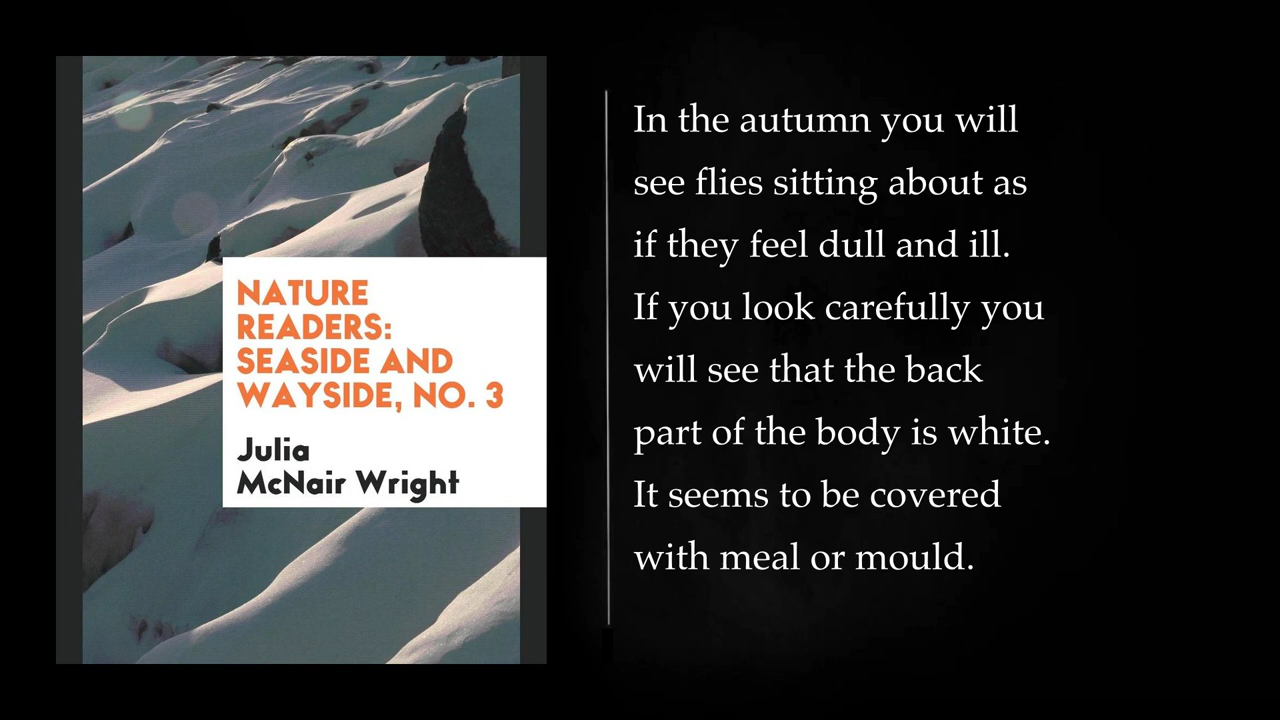 NATURE
READERS:
SEASIDE AND
WAYSIDE, NO. 3
Julia
McNair Wright
In the autumn you will
see flies sitting about as
if they feel dull and ill.
If you look carefully you
will see that the back
part of the body is white.
It seems to be covered
with meal or mould.